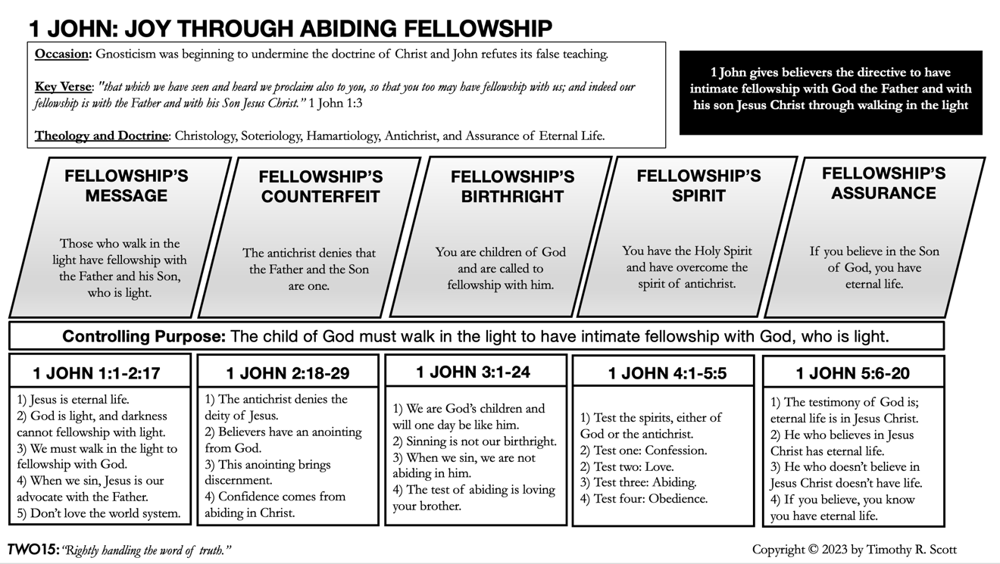 1 JOHN: JOY THROUGH ABIDING FELLOWSHIP
Occasion: Gnosticism was beginning to undermine the doctrine of Christ and John refutes its false teaching.
Key Verse: "that which we have seen and heard we proclaim also to you, so that you too may have fellowship with us; and indeed our
fellowship is with the Father and with his Son Jesus Christ.” 1 John 1:3
Theology and Doctrine: Christology, Soteriology, Hamartiology, Antichrist, and Assurance of Eternal Life.
1 John gives believers the directive to have
intimate fellowship with God the Father and with
his son Jesus Christ through walking in the light
FELLOWSHIP’S
MESSAGE
Those who walk in the
light have fellowship with
the Father and his Son,
who is light.
FELLOWSHIP’S
COUNTERFEIT
The antichrist denies that
the Father and the Son
are one.
FELLOWSHIP’S
BIRTHRIGHT
You are children of God
and are called to
fellowship with him.
FELLOWSHIP’S
SPIRIT
You have the Holy Spirit
and have overcome the
spirit of antichrist.
FELLOWSHIP’S
ASSURANCE
If you believe in the Son
of God, you have
eternal life.
Controlling Purpose: The child of God must walk in the light to have intimate fellowship with God, who is light.
1 JOHN 1:1-2:17
1) Jesus is eternal life.
2) God is light, and darkness
cannot fellowship with light.
3) We must walk in the light to
fellowship with God.
4) When we sin, Jesus is our
advocate with the Father.
5) Don’t love the world system.
1 JOHN 2:18-29
1) The antichrist denies the
deity of Jesus.
2) Believers have an anointing
from God.
3) This anointing brings
discernment.
4) Confidence comes from
abiding in Christ.
1 JOHN 3:1-24
1) We are God’s children and
will one day be like him.
2) Sinning is not our birthright.
3) When we sin, we are not
abiding in him.
4) The test of abiding is loving
your brother.
1 JOHN 4:1-5:5
1) Test the spirits, either of
God or the antichrist.
2) Test one: Confession.
2) Test two: Love.
3) Test three: Abiding.
4) Test four: Obedience.
1 JOHN 5:6-20
1) The testimony of God is;
eternal life is in Jesus Christ.
2) He who believes in Jesus
Christ has eternal life.
3) He who doesn’t believe in
Jesus Christ doesn’t have life.
4) If you believe, you know
you have eternal life.
TWO15: “Rightly handling the word of truth.”
Copyright © 2023 by Timothy R. Scott